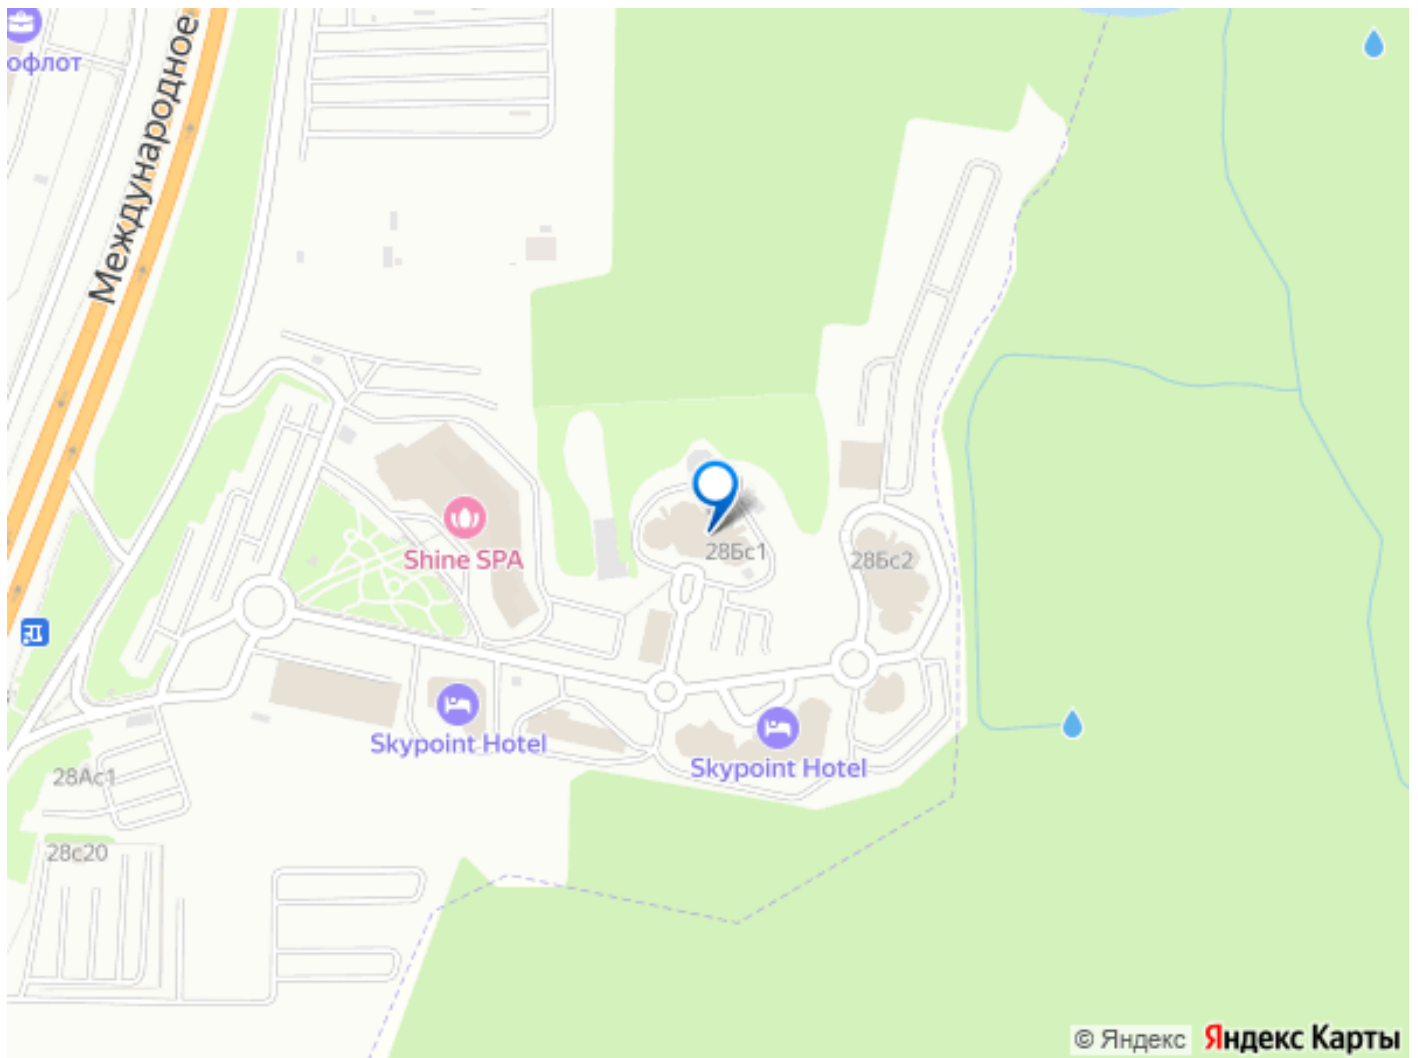 офлот
Международное
Shine SPA
28Бс1
28Бс2
Skypoint Hotel
Skypoint Hotel
28Ас1
28с20
© Яндекс
Яндекс Карты